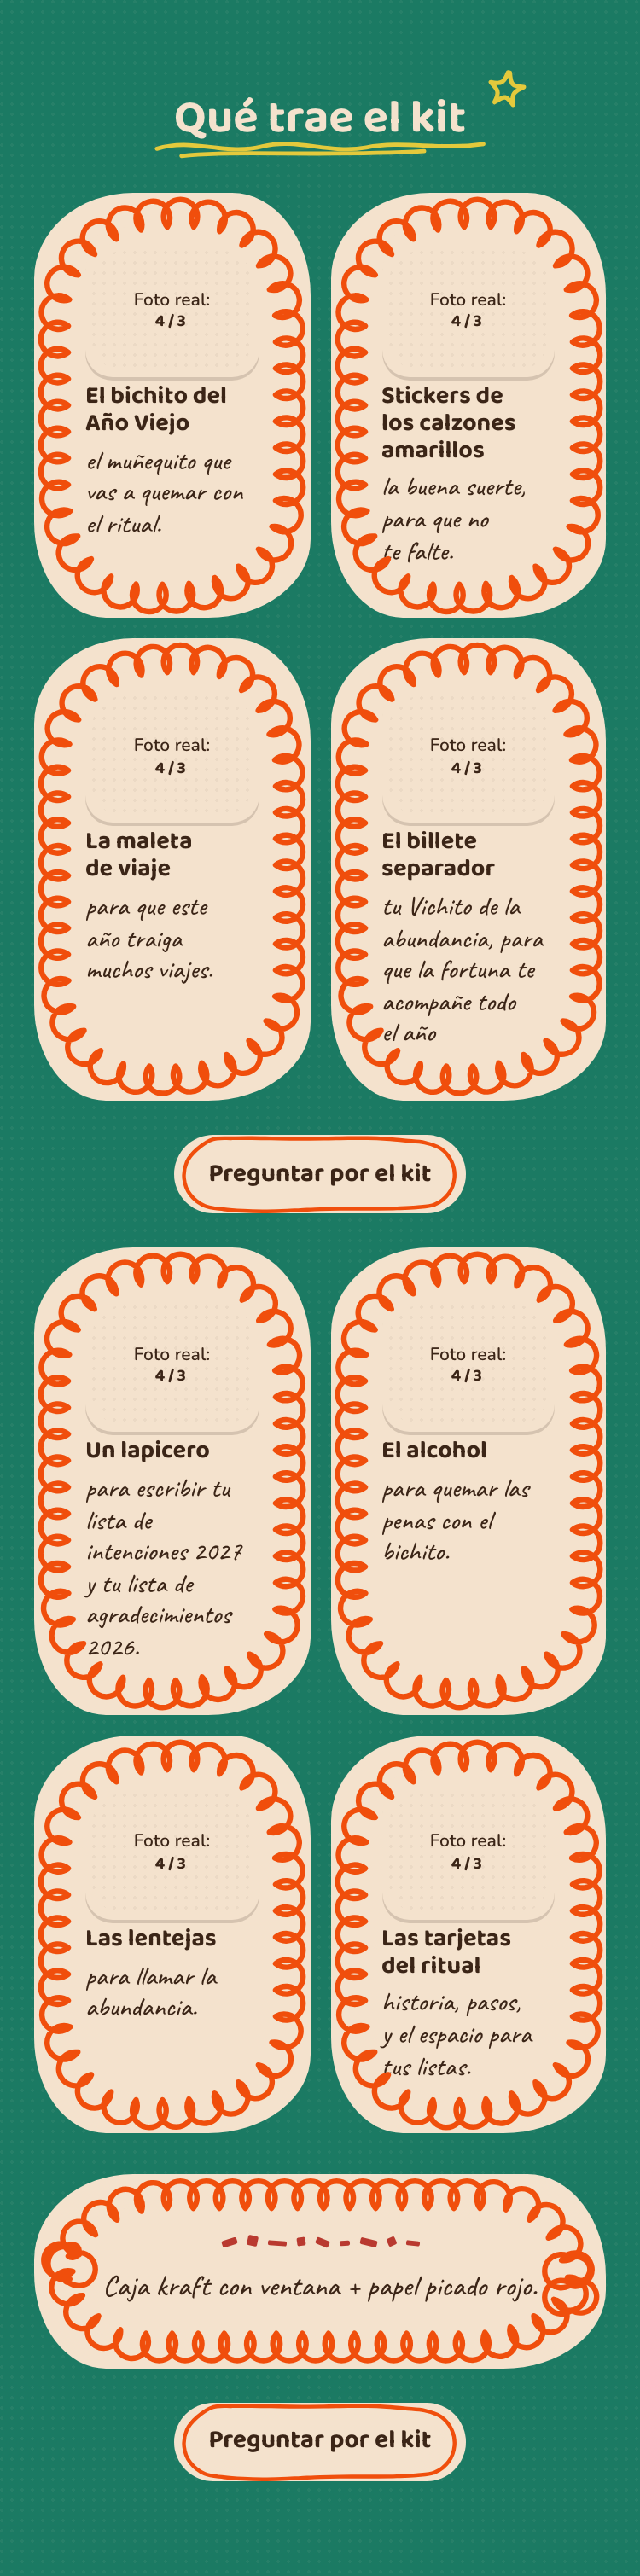 Qué trae el kit
Foto real:
4/3
El bichito del
Año Viejo
el muñequito que
vas a quemar con
el ritual.
Foto real:
4/3
Stickers de
los calzones
amarillos
la buena suerte,
para que no
te falte.
Foto real:
4/3
La maleta
de viaje
para que este
año traiga
muchos viajes.
Foto real:
4/3
El billete
separador
tu Vichito de la
abundancia, para
que la fortuna te
acompañe todo
el año
Preguntar por el kit
Foto real:
4/3
Un lapicero
para escribir tu
lista de
intenciones 2027
y tu lista de
agradecimientos
2026.
Foto real:
4/3
El alcohol
para quemar las
penas con el
bichito.
Foto real:
4/3
Las lentejas
para llamar la
abundancia.
Foto real:
4/3
Las tarjetas
del ritual
historia, pasos,
y el espacio para
tus listas.
Caja kraft con ventana + papel picado rojo.
Preguntar por el kit